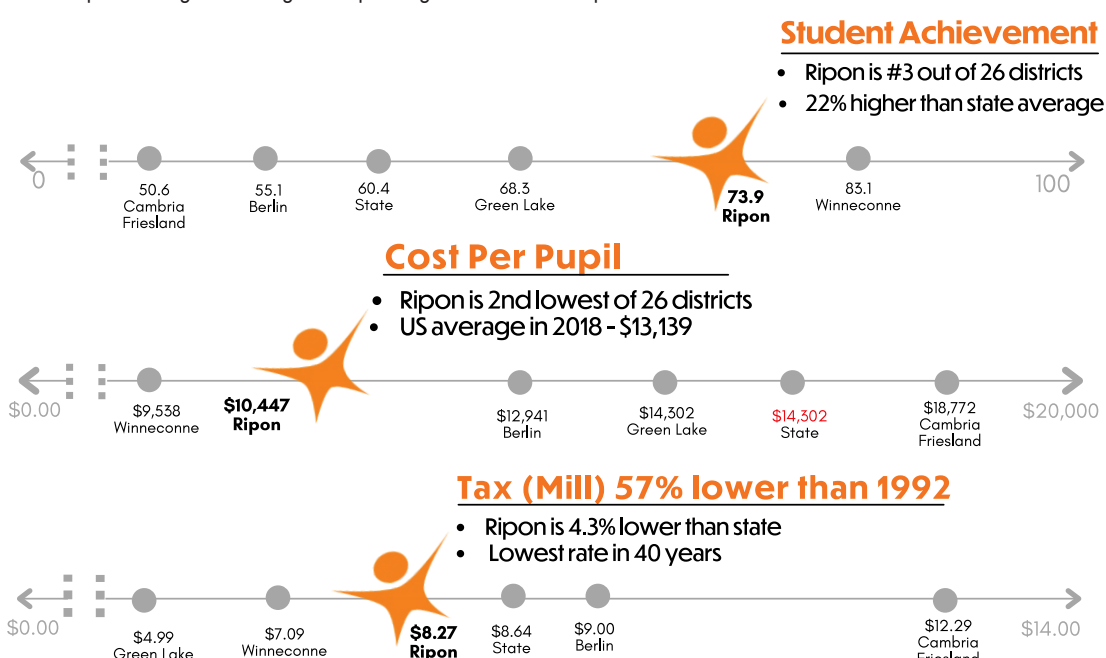 Student Achievement
• Ripon is #3 out of 26 districts
• 22% higher than state average
0
50.6
Cambria
Friesland
55.1
Berlin
60.4
State
68.3
Green Lake
73.9
Ripon
83.1
Winneconne
100
Cost Per Pupil
• Ripon is 2nd lowest of 26 districts
• US average in 2018 - $13,139
$0.00
$9,538
Winneconne
$10,447
Ripon
$12,941
Berlin
$14,302
Green Lake
$14,302
State
$18,772
Cambria
Friesland
$20,000
Tax (Mill) 57% lower than 1992
• Ripon is 4.3% lower than state
• Lowest rate in 40 years
$0.00
$4.99
Green Lake
$7.09
Winneconne
$8.27
Ripon
$8.64
State
$9.00
Berlin
$12.29
Cambria
Friesland
$14.00